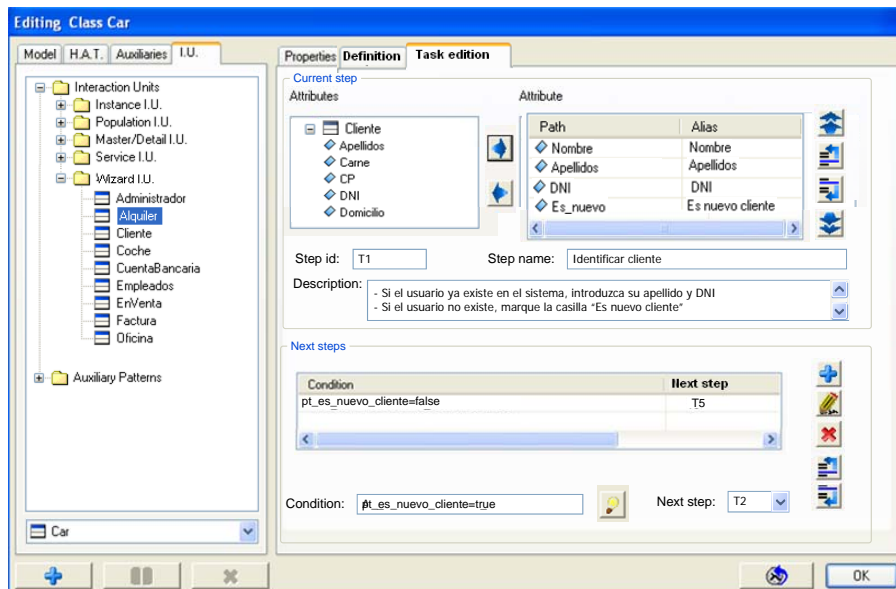 Editing Class Car
Model H.A.T. Auxiliaries I.U.
Interaction Units
Instance I.U.
Population I.U.
Master/Detail I.U.
Service I.U.
Wizard I.U.
Administrador
Alquiler
Cliente
Coche
CuentaBancaria
Empleados
EnVenta
Factura
Oficina
Auxiliary Patterns
Car
Properties Definition Task edition
Current step
Attributes
Cliente
Apellidos
Carne
CP
DNI
Domicilio
Attribute
Path Alias
Nombre Nombre
Apellidos Apellidos
DNI DNI
Es_nuevo Es nuevo cliente
Step id: T1 Step name: Identificar cliente
Description:
- Si el usuario ya existe en el sistema, introduzca su apellido y DNI
- Si el usuario no existe, marque la casilla “Es nuevo cliente”
Next steps
Condition Next step
pt_es_nuevo_cliente=false T5
Condition: pt_es_nuevo_cliente=true Next step: T2
OK